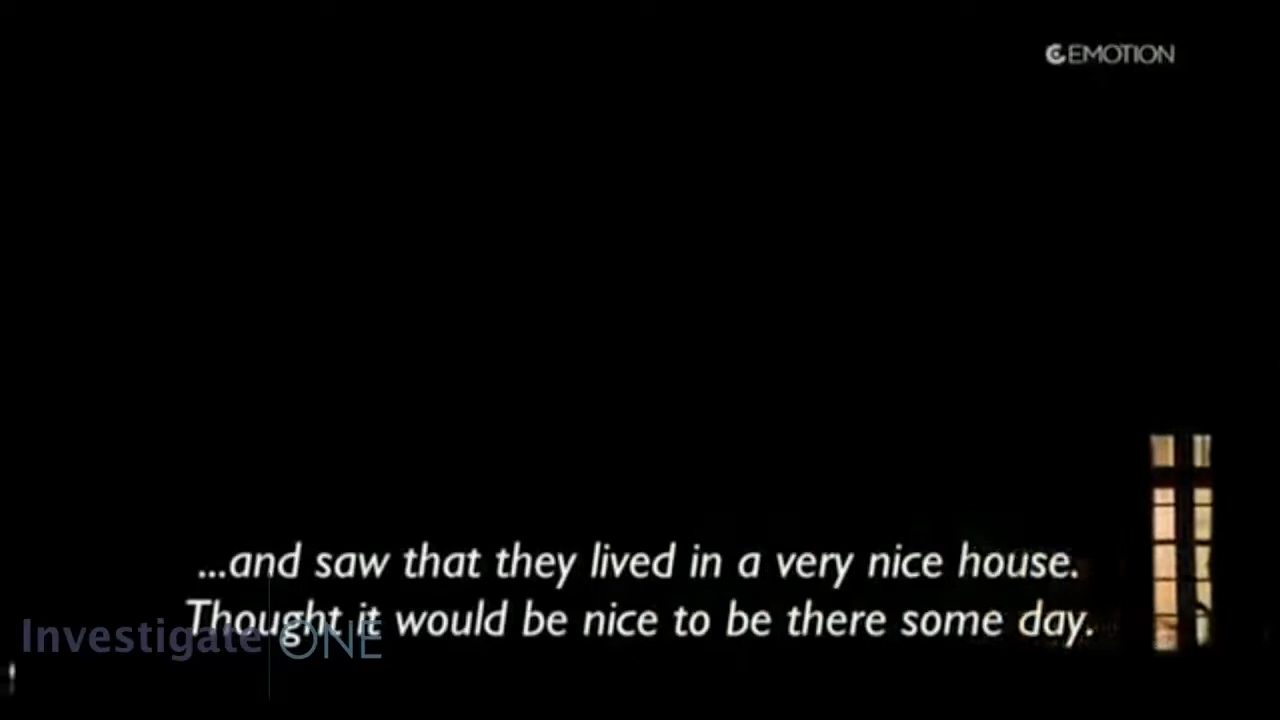 EMOTION
...and saw that they lived in a very nice house.
Thought it would be nice to be there some day.
Investigate ONE